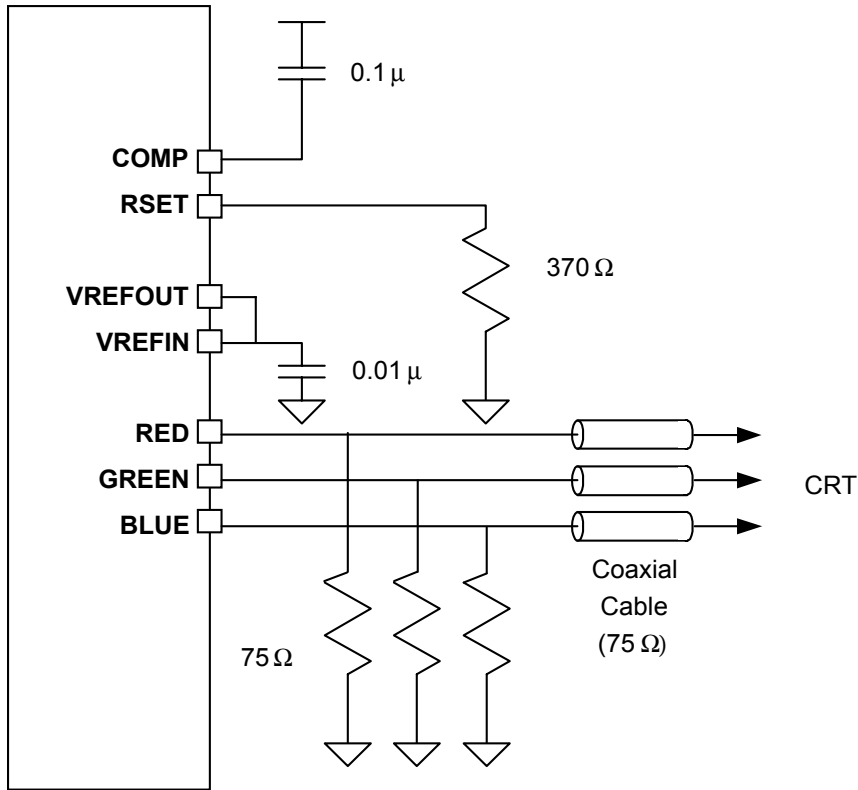 0.1 μ
COMP
RSET
370 Ω
VREFOUT
VREFIN
0.01 μ
RED
GREEN
CRT
BLUE
Coaxial
Cable
(75 Ω)
75 Ω